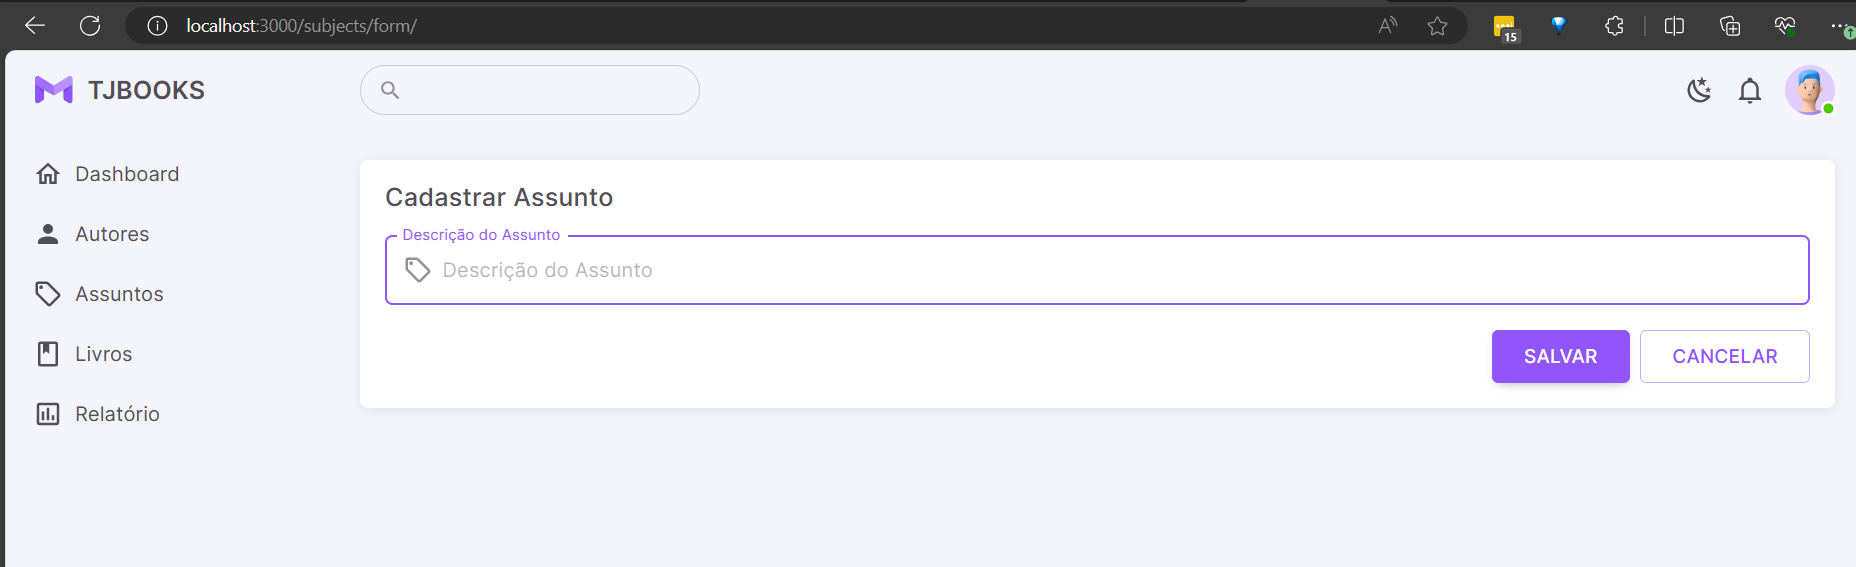 localhost:3000/subjects/form/
15
TJBOOKS
Dashboard
Autores
Assuntos
Livros
Relatório
Cadastrar Assunto
Descrição do Assunto
Descrição do Assunto
SALVAR
CANCELAR